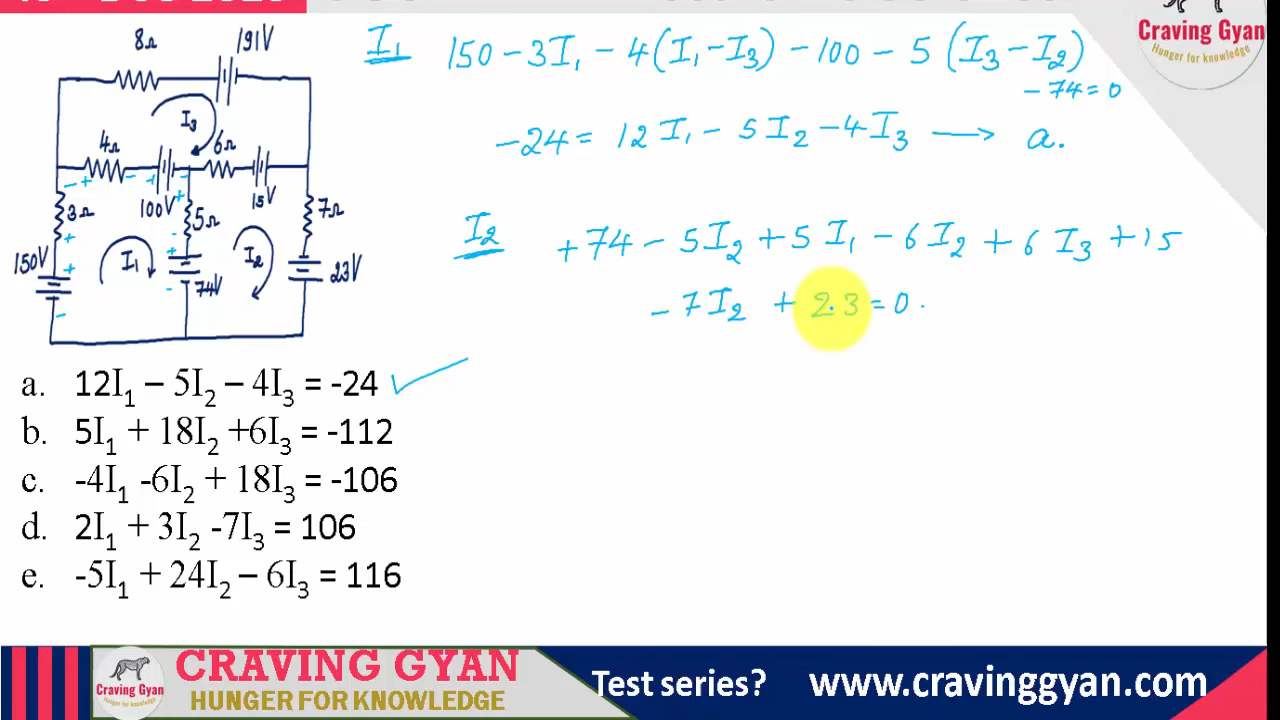 Craving Gyan
Hunger for Knowledge
8Ω
191V
I₃
4Ω
6Ω
100V
15V
3Ω
5Ω
7Ω
150V
I₁
I₂
74V
23V
I₁ 150 - 3I₁ - 4(I₁ - I₃) - 100 - 5 (I₃ - I₂)
- 74 = 0
-24 = 12I₁ - 5I₂ - 4I₃ → a.
I₂ +74 - 5I₂ + 5I₁ - 6I₂ + 6I₃ + 15
- 7I₂ + 23 = 0.
a. 12I₁ – 5I₂ – 4I₃ = -24 ✓
b. 5I₁ + 18I₂ +6I₃ = -112
c. -4I₁ -6I₂ + 18I₃ = -106
d. 2I₁ + 3I₂ -7I₃ = 106
e. -5I₁ + 24I₂ – 6I₃ = 116
Craving Gyan
CRAVING GYAN
HUNGER FOR KNOWLEDGE
Test series? www.cravinggyan.com